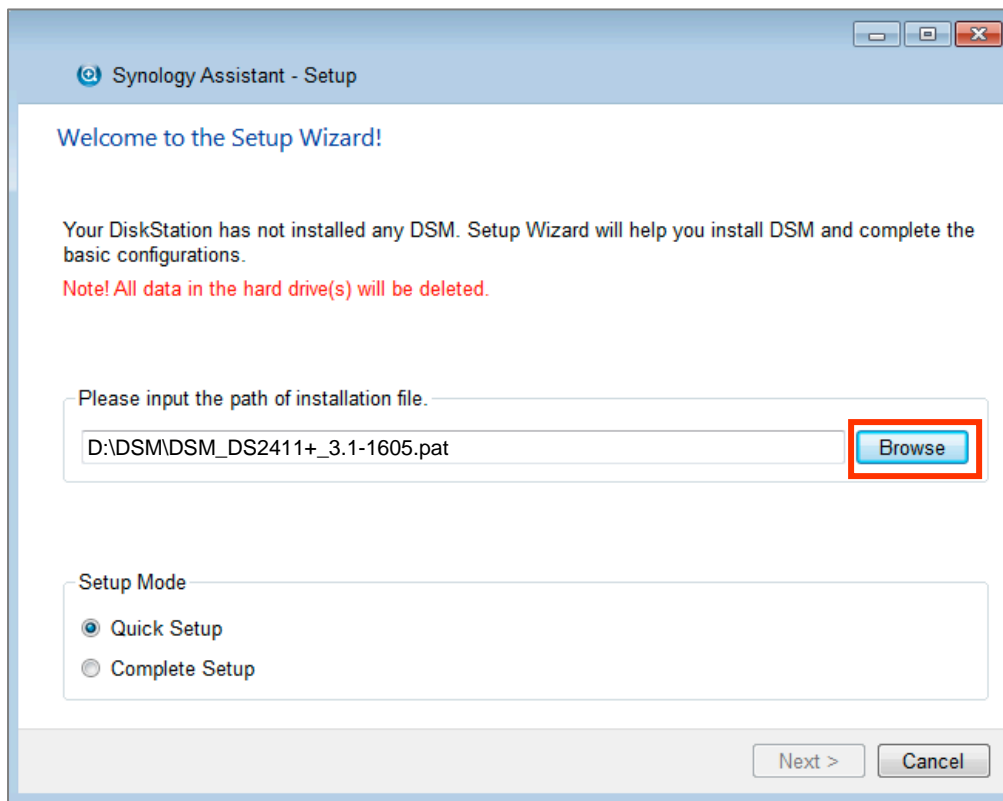 Synology Assistant - Setup
Welcome to the Setup Wizard!
Your DiskStation has not installed any DSM. Setup Wizard will help you install DSM and complete the
basic configurations.
Note! All data in the hard drive(s) will be deleted.
Please input the path of installation file.
D:\DSM\DSM_DS2411+_3.1-1605.pat
Browse
Setup Mode
Quick Setup
Complete Setup
Next >
Cancel